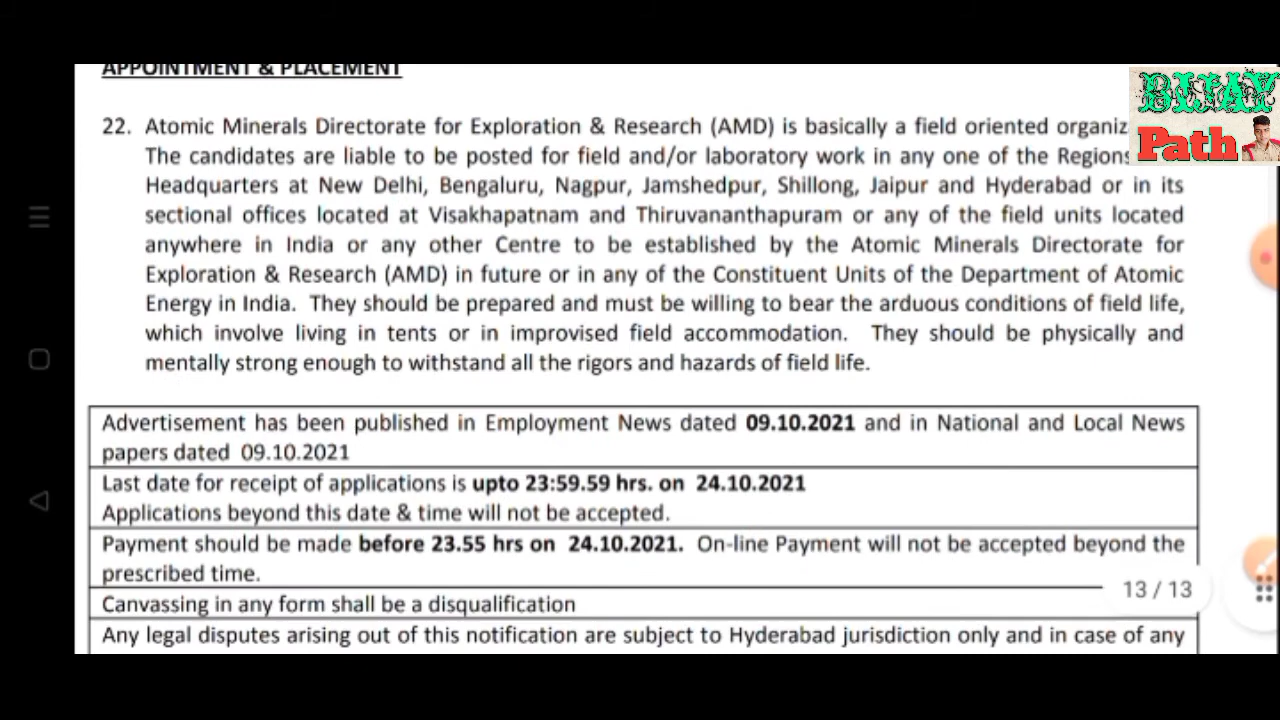 APPOINTMENT & PLACEMENT
BIJAY
Path
22. Atomic Minerals Directorate for Exploration & Research (AMD) is basically a field oriented
The candidates are liable to be posted for field and/or laboratory work in any one of the Regions
Headquarters at New Delhi, Bengaluru, Nagpur, Jamshedpur, Shillong, Jaipur and Hyderabad or in its
sectional offices located at Visakhapatnam and Thiruvananthapuram or any of the field units located
anywhere in India or any other Centre to be established by the Atomic Minerals Directorate for
Exploration & Research (AMD) in future or in any of the Constituent Units of the Department of Atomic
Energy in India. They should be prepared and must be willing to bear the arduous conditions of field life,
which involve living in tents or in improvised field accommodation. They should be physically and
mentally strong enough to withstand all the rigors and hazards of field life.
Advertisement has been published in Employment News dated 09.10.2021 and in National and Local News
papers dated 09.10.2021
Last date for receipt of applications is upto 23:59.59 hrs. on 24.10.2021
Applications beyond this date & time will not be accepted.
Payment should be made before 23.55 hrs on 24.10.2021. On-line Payment will not be accepted beyond the
prescribed time.
13 / 13
Canvassing in any form shall be a disqualification
Any legal disputes arising out of this notification are subject to Hyderabad jurisdiction only and in case of any